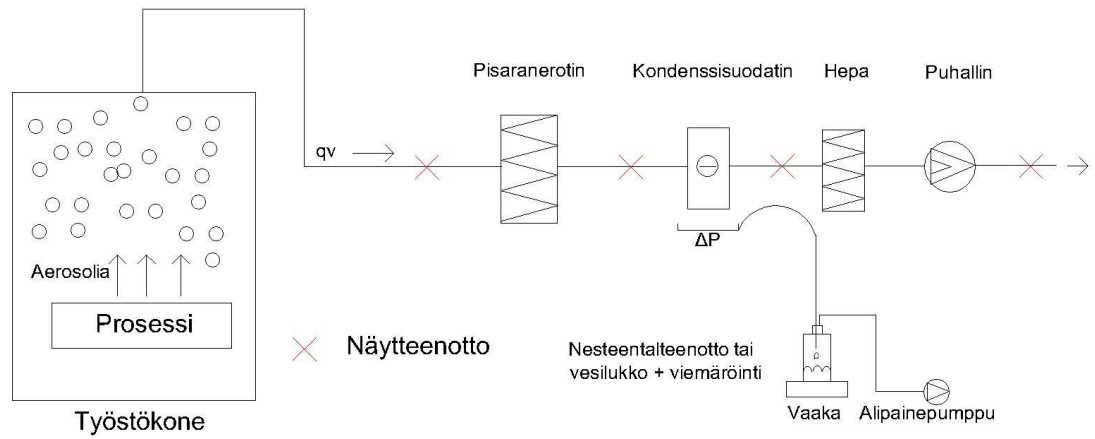 Pisaranerotin
Kondenssisuodatin
Hepa
Puhallin
qv
ΔP
Aerosolia
Prosessi
Näytteenotto
Nesteentalteenotto tai
vesilukko + viemäröinti
Työstökone
Vaaka
Alipainepumppu